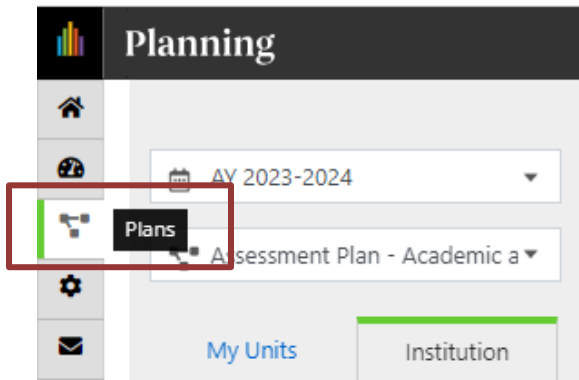 Planning
AY 2023-2024
Plans
Assessment Plan - Academic a
My Units
Institution